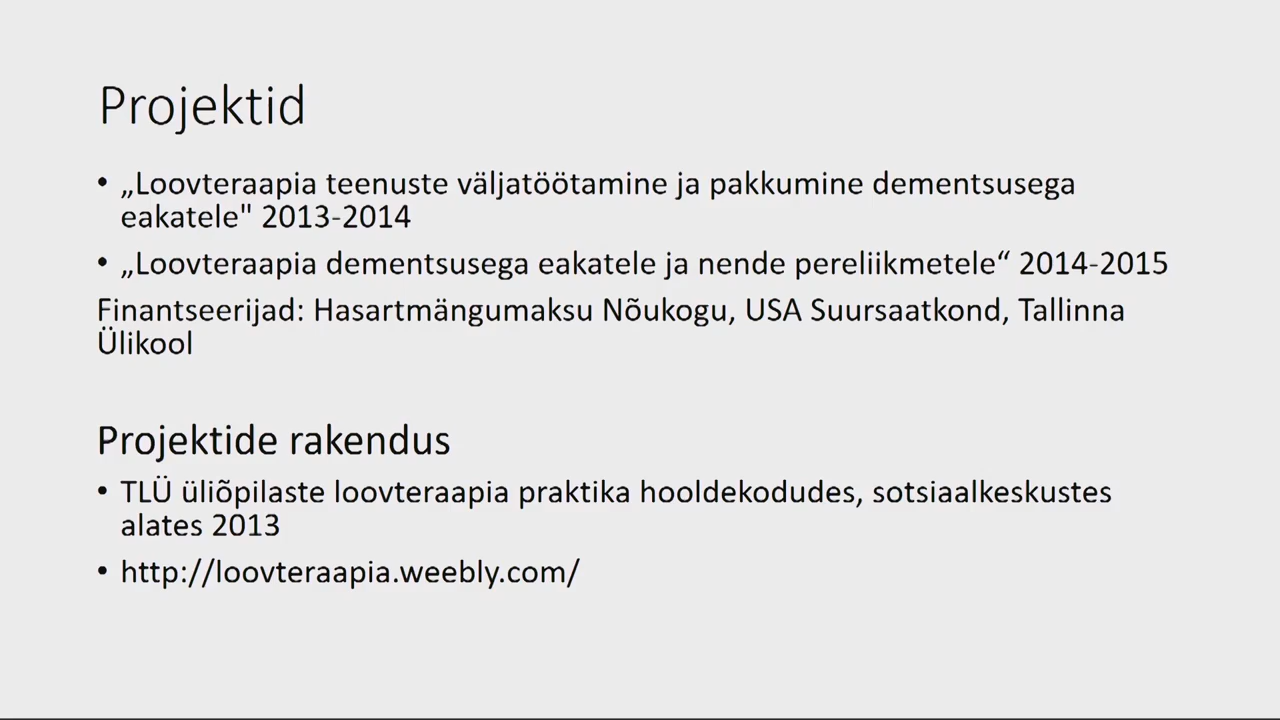 Projektid
• „Loovteraapia teenuste väljatöötamine ja pakkumine dementsusega
eakatele" 2013-2014
• „Loovteraapia dementsusega eakatele ja nende pereliikmetele“ 2014-2015
Finantseerijad: Hasartmängumaksu Nõukogu, USA Suursaatkond, Tallinna
Ülikool
Projektide rakendus
• TLÜ üliõpilaste loovteraapia praktika hooldekodudes, sotsiaalkeskustes
alates 2013
• http://loovteraapia.weebly.com/